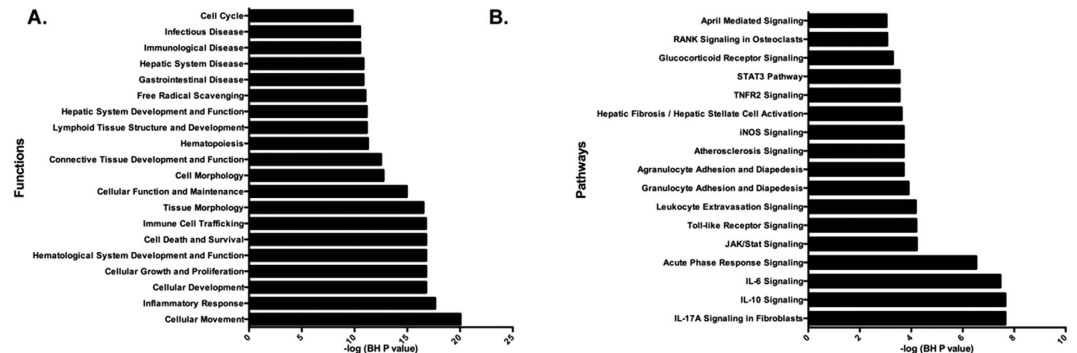 A.
Functions
Cell Cycle
Infectious Disease
Immunological Disease
Hepatic System Disease
Gastrointestinal Disease
Free Radical Scavenging
Hepatic System Development and Function
Lymphoid Tissue Structure and Development
Hematopoiesis
Connective Tissue Development and Function
Cell Morphology
Cellular Function and Maintenance
Tissue Morphology
Immune Cell Trafficking
Cell Death and Survival
Hematological System Development and Function
Cellular Growth and Proliferation
Cellular Development
Inflammatory Response
Cellular Movement
0 5 10 15 20 25
-log (BH P value)
B.
Pathways
April Mediated Signaling
RANK Signaling in Osteoclasts
Glucocorticoid Receptor Signaling
STAT3 Pathway
TNFR2 Signaling
Hepatic Fibrosis / Hepatic Stellate Cell Activation
iNOS Signaling
Atherosclerosis Signaling
Agranulocyte Adhesion and Diapedesis
Granulocyte Adhesion and Diapedesis
Leukocyte Extravasation Signaling
Toll-like Receptor Signaling
JAK/Stat Signaling
Acute Phase Response Signaling
IL-6 Signaling
IL-10 Signaling
IL-17A Signaling in Fibroblasts
0 2 4 6 8 10
-log (BH P value)